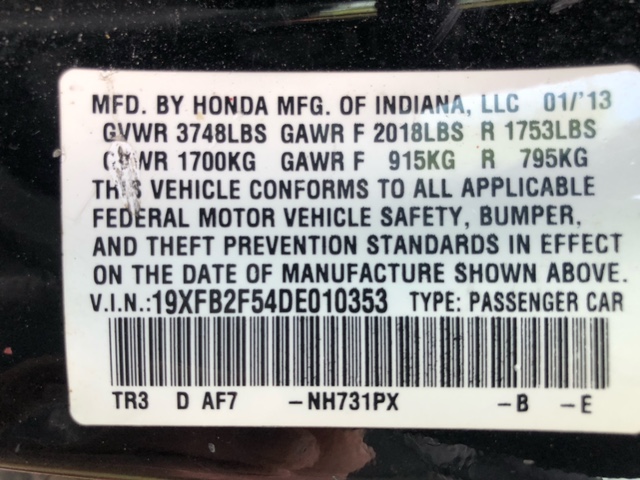 MFD. BY HONDA MFG. OF INDIANA, LLC 01/'13
GVWR 3748LBS GAWR F 2018LBS R 1753LBS
GVWR 1700KG GAWR F 915KG R 795KG
THIS VEHICLE CONFORMS TO ALL APPLICABLE
FEDERAL MOTOR VEHICLE SAFETY, BUMPER,
AND THEFT PREVENTION STANDARDS IN EFFECT
ON THE DATE OF MANUFACTURE SHOWN ABOVE.
V.I.N.:19XFB2F54DE010353 TYPE: PASSENGER CAR
TR3 D AF7 -NH731PX -B -E